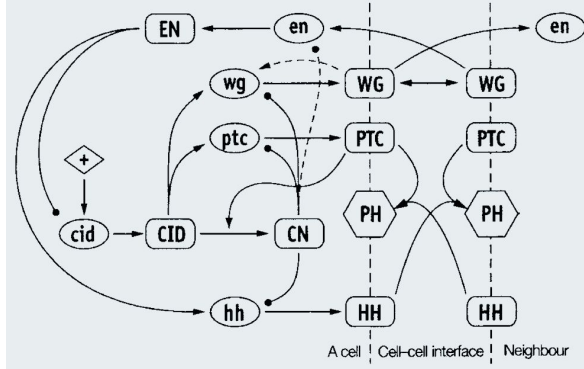 EN en en
wg WG WG
ptc PTC PTC
+
cid CID CN PH PH
hh HH HH
A cell Cell–cell interface Neighbour